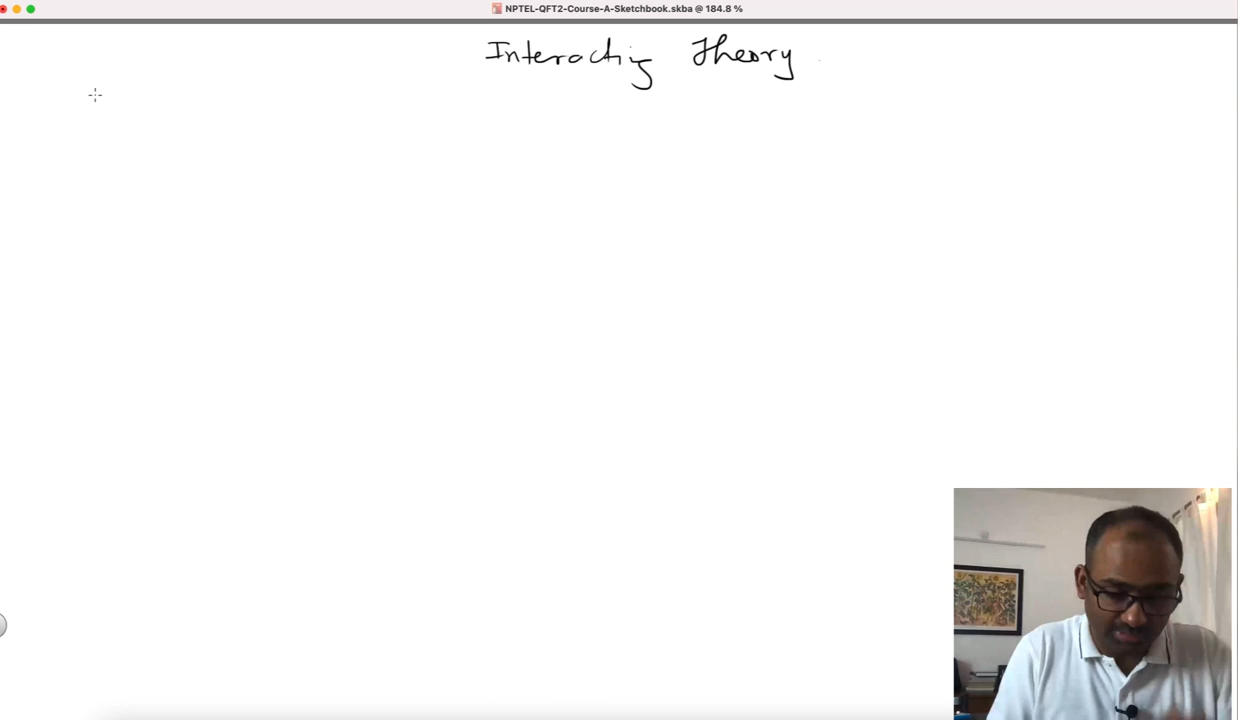 NPTEL-QFT2-Course-A-Sketchbook.skba @ 184.8 %
Interacting Theory